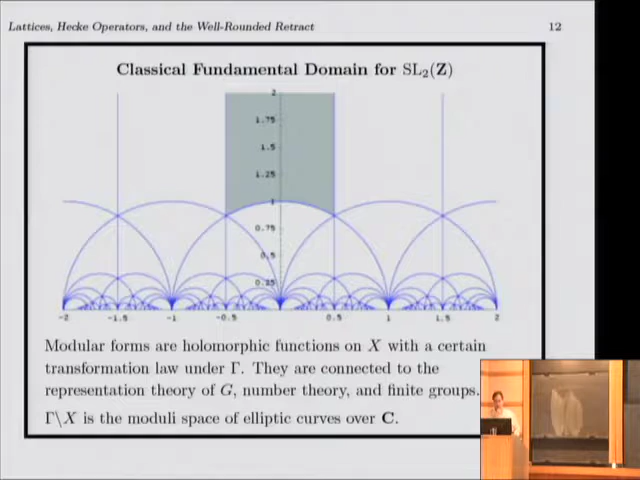 Lattices, Hecke Operators, and the Well-Rounded Retract 12
Classical Fundamental Domain for SL₂(Z)
2
1.75
1.5
1.25
1
0.75
0.5
0.25
-2 -1.5 -1 -0.5 0 0.5 1 1.5 2
Modular forms are holomorphic functions on X with a certain
transformation law under Γ. They are connected to the
representation theory of G, number theory, and finite groups.
Γ\X is the moduli space of elliptic curves over C.